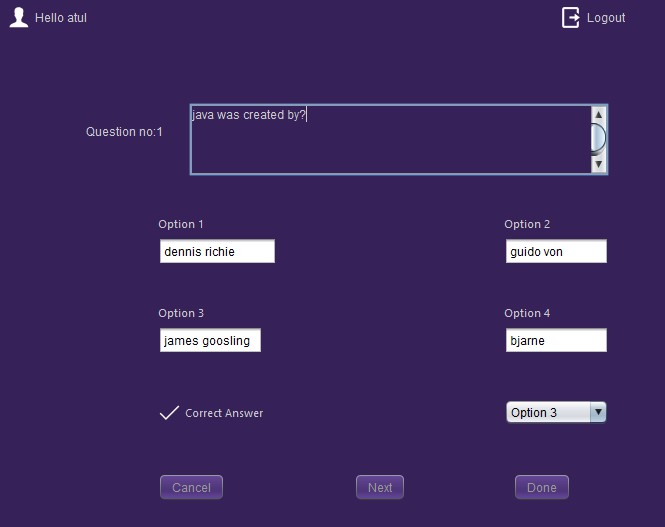 Hello atul
Logout
java was created by?
Question no:1
Option 1
Option 2
dennis richie
guido von
Option 3
Option 4
james goosling
bjarne
Correct Answer
Option 3
Cancel
Next
Done